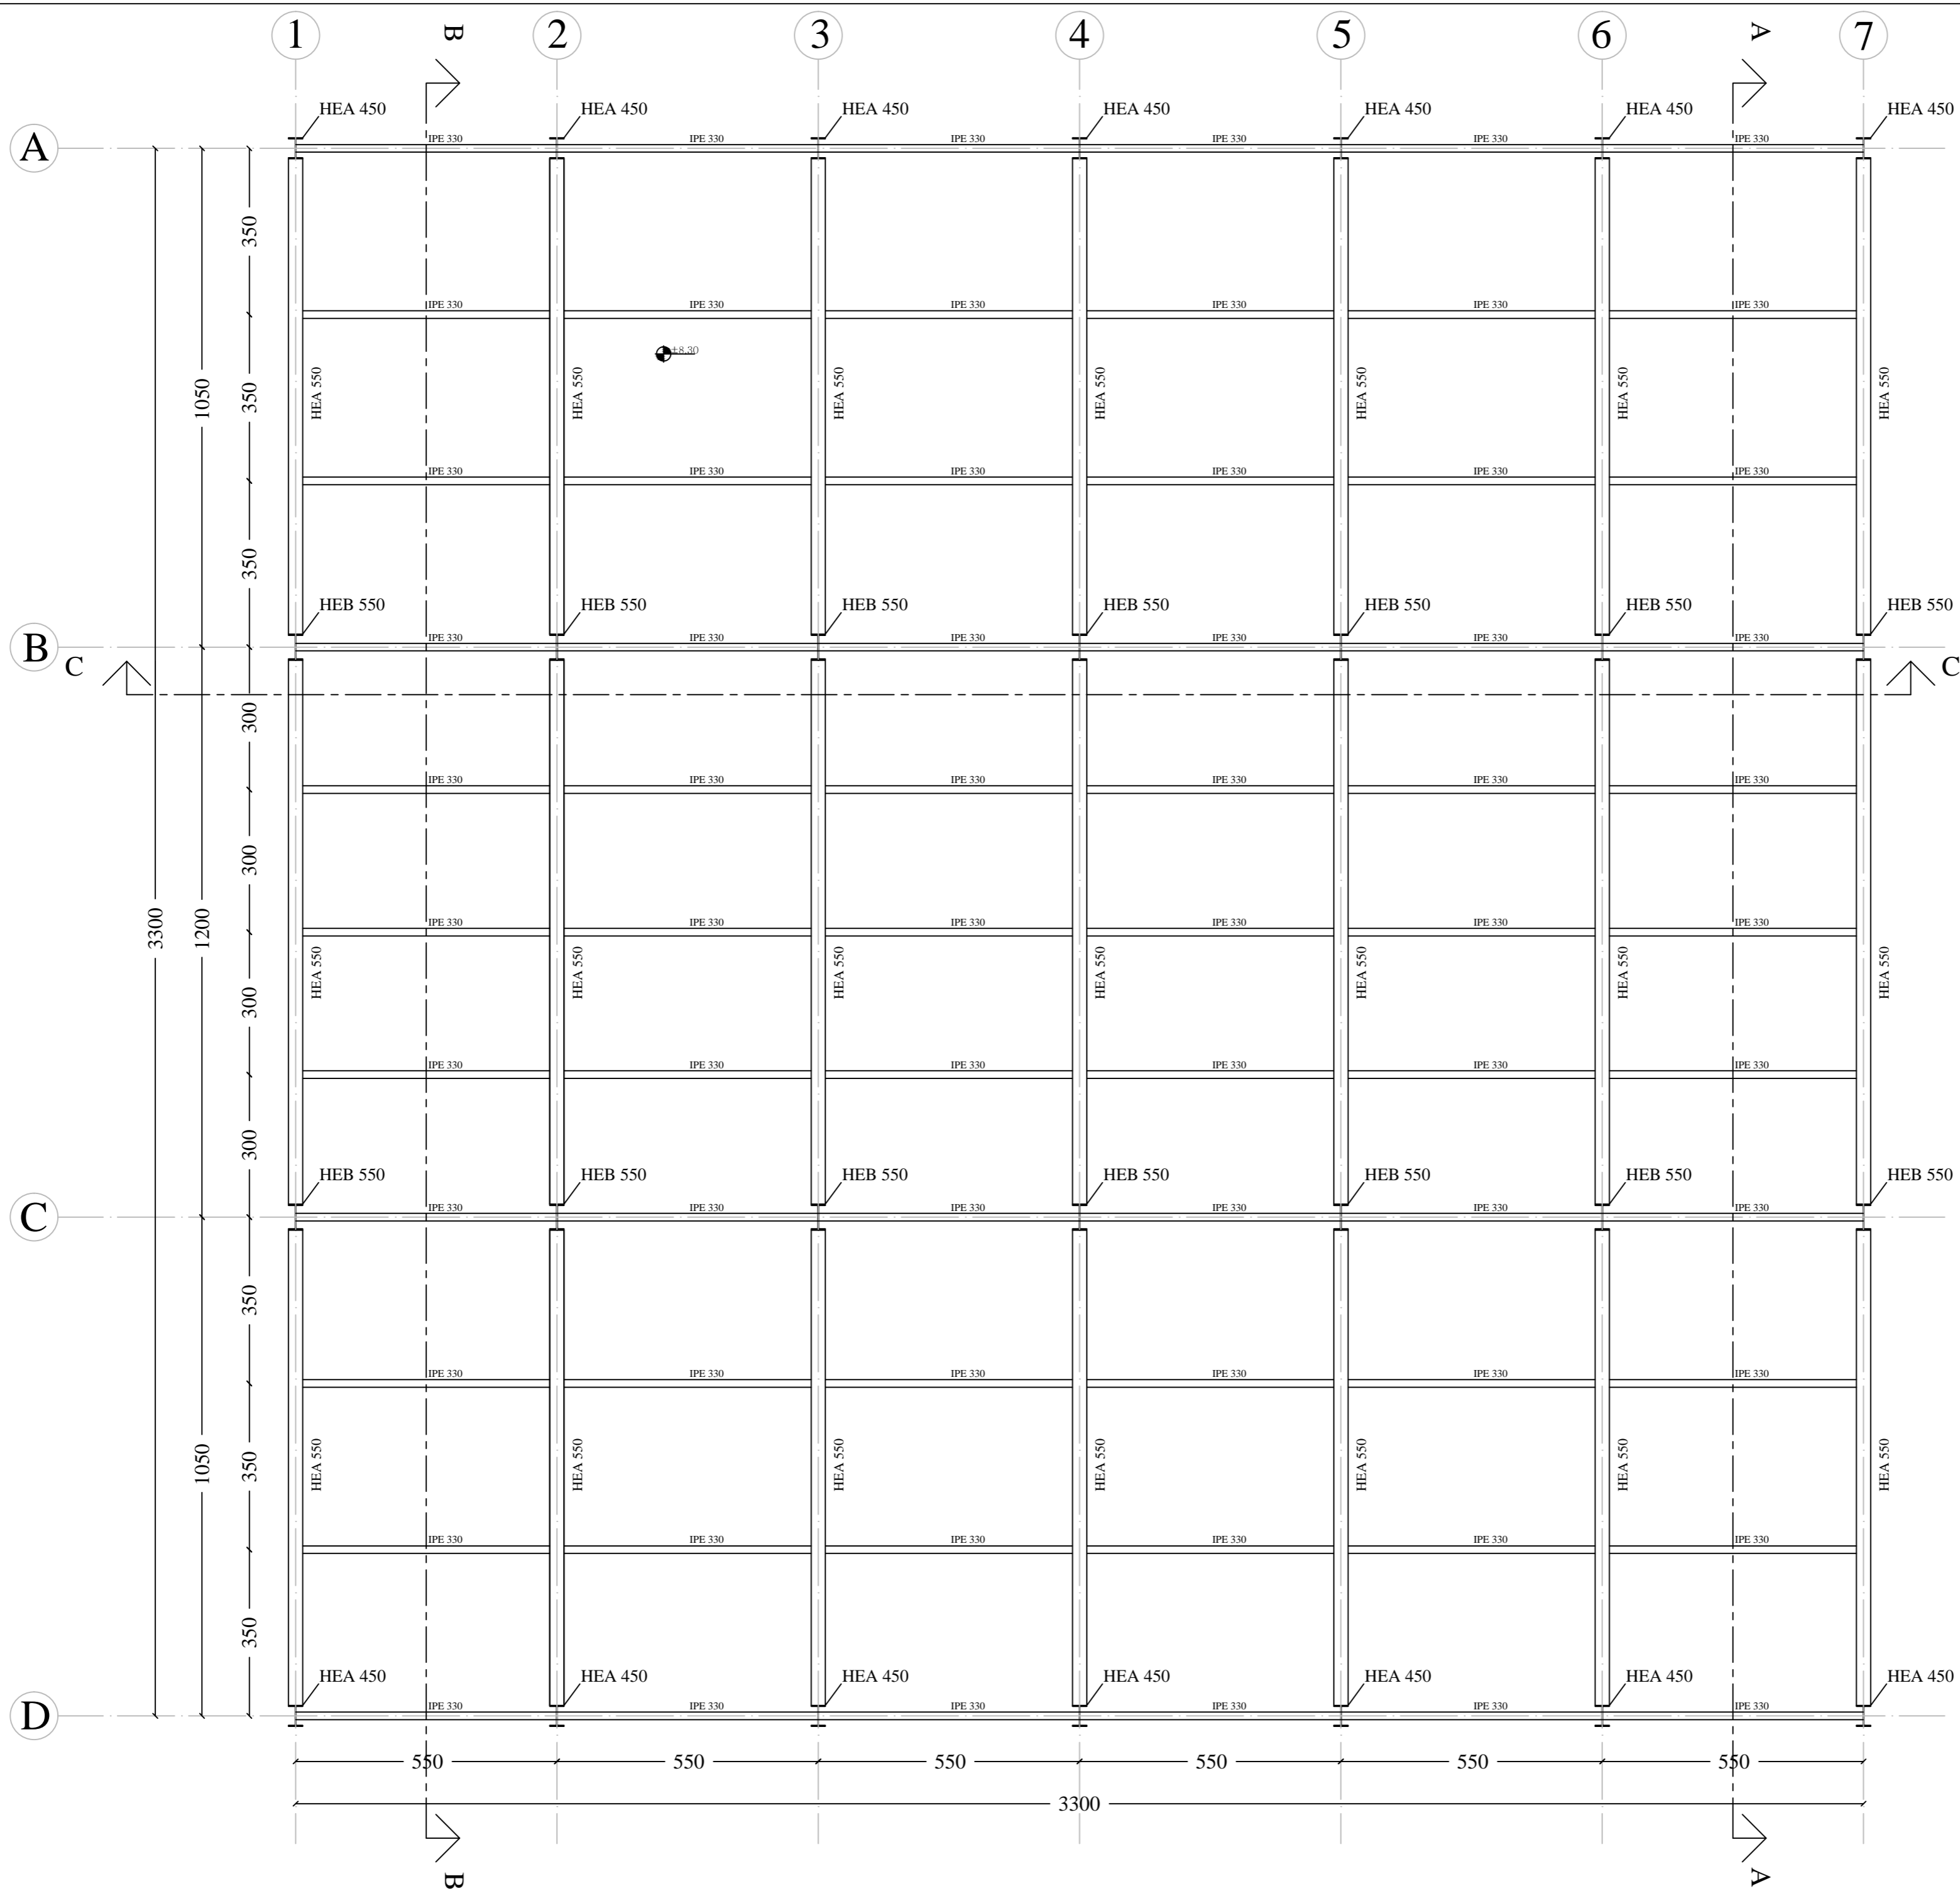 1 2 3 4 5 6 7
B A
HEA 450 HEA 450 HEA 450 HEA 450 HEA 450 HEA 450 HEA 450
A IPE 330 IPE 330 IPE 330 IPE 330 IPE 330 IPE 330
350
IPE 330 IPE 330 IPE 330 IPE 330 IPE 330 IPE 330
±8.30
1050 350 HEA 550 HEA 550 HEA 550 HEA 550 HEA 550 HEA 550 HEA 550
IPE 330 IPE 330 IPE 330 IPE 330 IPE 330 IPE 330
350
HEB 550 HEB 550 HEB 550 HEB 550 HEB 550 HEB 550 HEB 550
B IPE 330 IPE 330 IPE 330 IPE 330 IPE 330 IPE 330
C C
300
IPE 330 IPE 330 IPE 330 IPE 330 IPE 330 IPE 330
300
3300 1200 IPE 330 IPE 330 IPE 330 IPE 330 IPE 330 IPE 330
300 HEA 550 HEA 550 HEA 550 HEA 550 HEA 550 HEA 550 HEA 550
IPE 330 IPE 330 IPE 330 IPE 330 IPE 330 IPE 330
300
HEB 550 HEB 550 HEB 550 HEB 550 HEB 550 HEB 550 HEB 550
C IPE 330 IPE 330 IPE 330 IPE 330 IPE 330 IPE 330
350
IPE 330 IPE 330 IPE 330 IPE 330 IPE 330 IPE 330
1050 350 HEA 550 HEA 550 HEA 550 HEA 550 HEA 550 HEA 550 HEA 550
IPE 330 IPE 330 IPE 330 IPE 330 IPE 330 IPE 330
350
HEA 450 HEA 450 HEA 450 HEA 450 HEA 450 HEA 450 HEA 450
D IPE 330 IPE 330 IPE 330 IPE 330 IPE 330 IPE 330
550 550 550 550 550 550
3300
B A